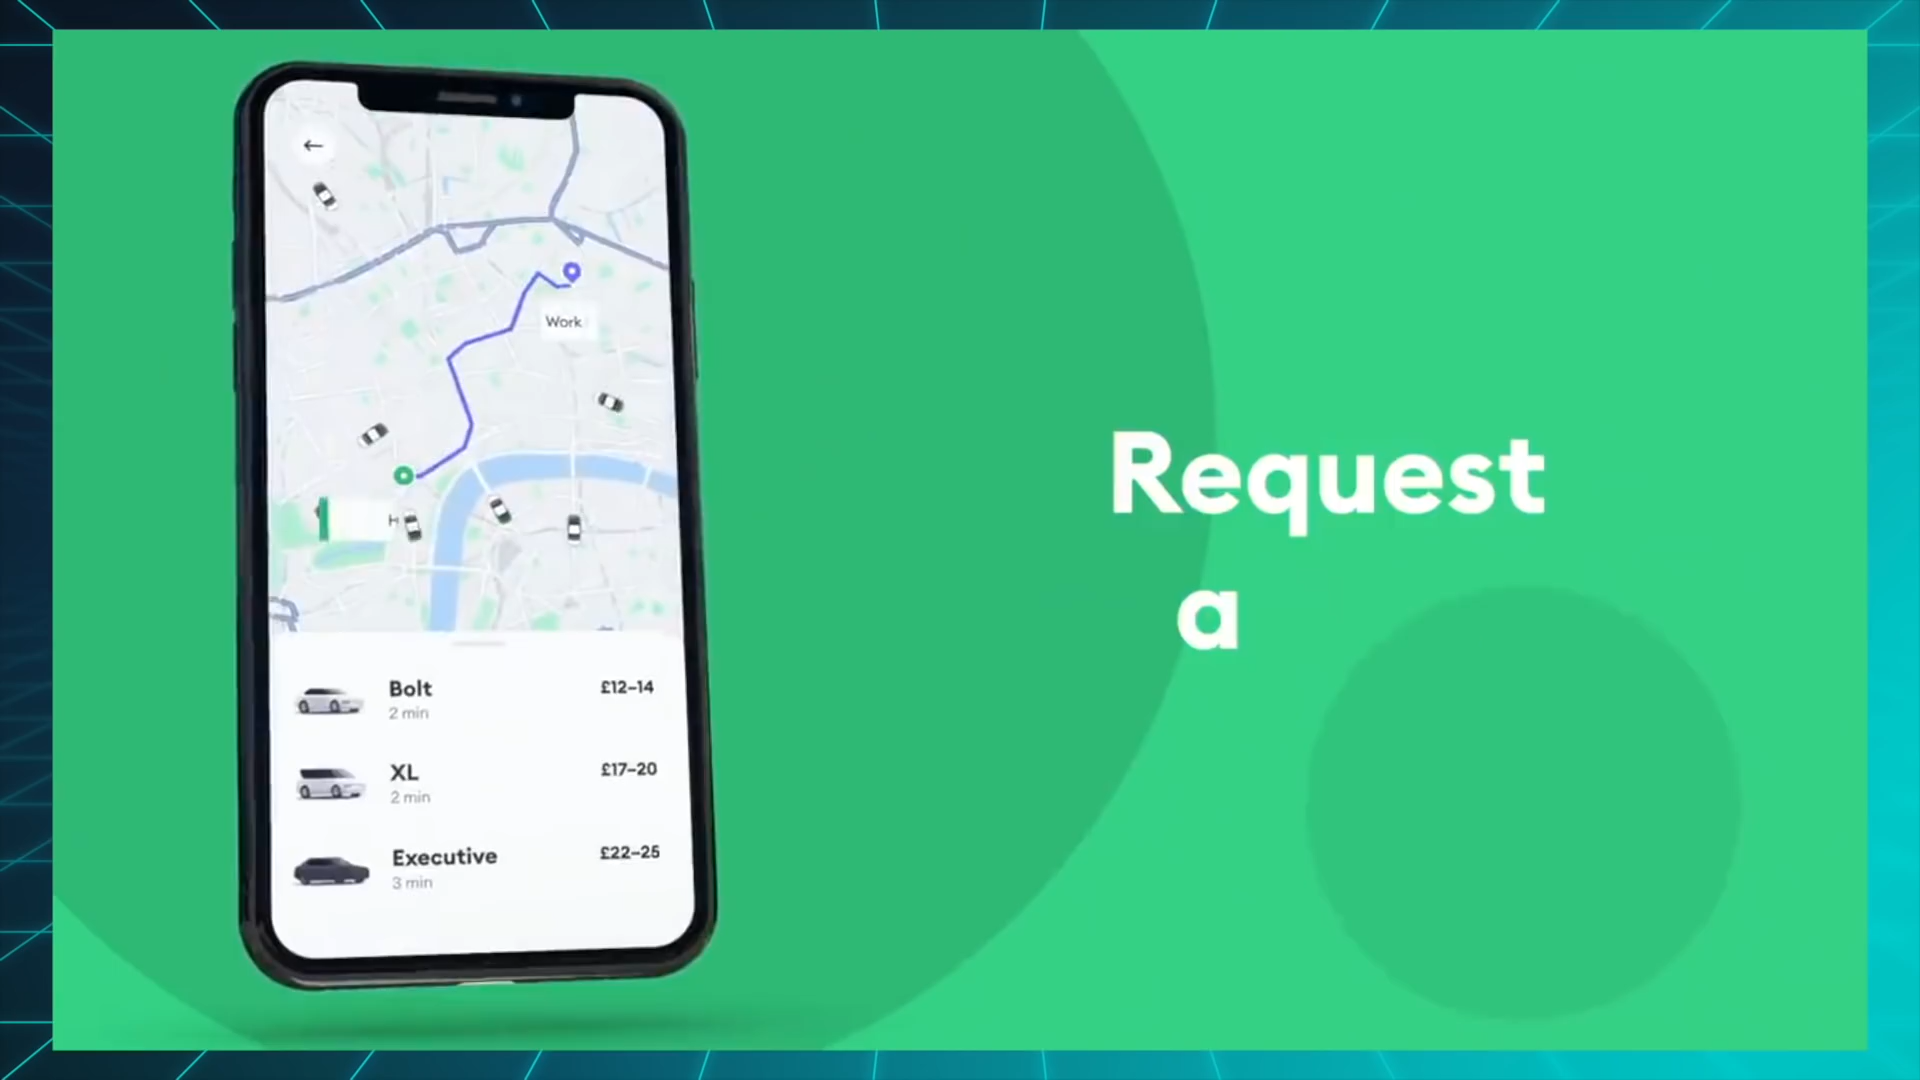 Work
H
Bolt
£12–14
2 min
XL
£17–20
2 min
Executive
£22–25
3 min
Request
a